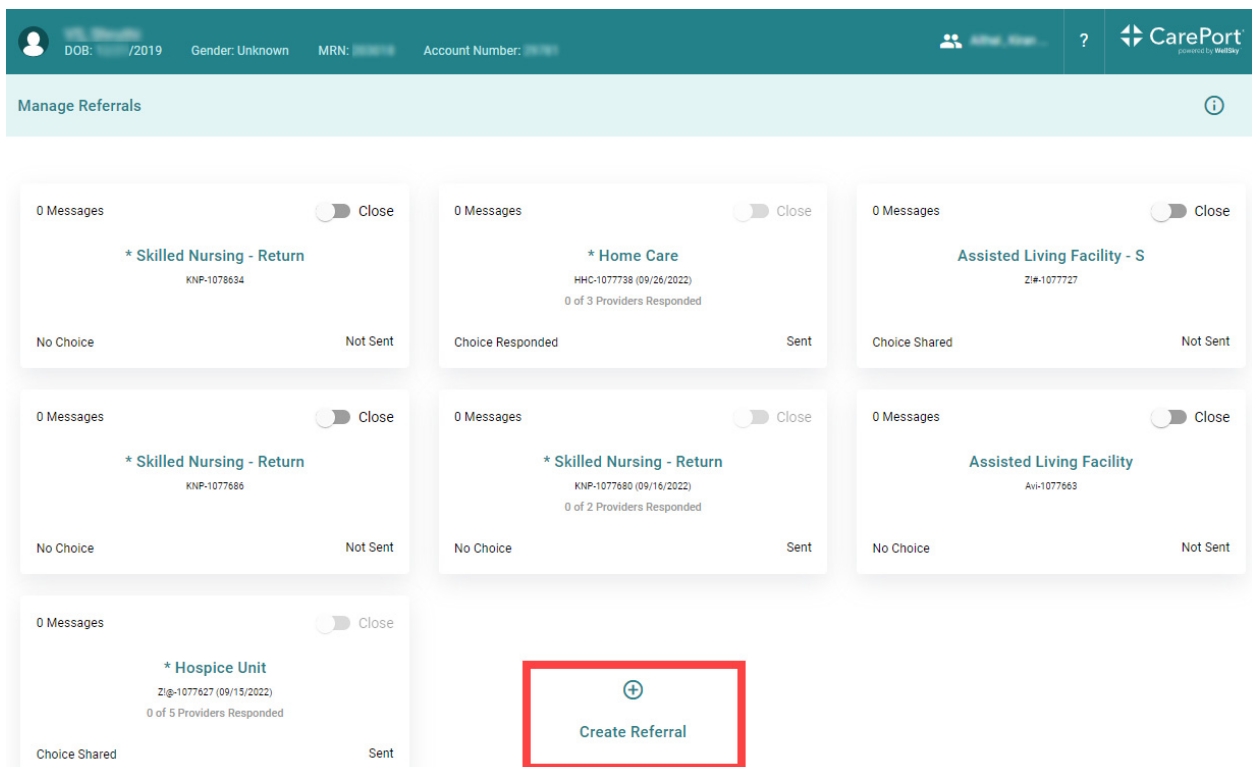 DOB: /2019 Gender: Unknown MRN: Account Number: ? CarePort
powered by WellSky
Manage Referrals
0 Messages Close
* Skilled Nursing - Return
KNP-1078634
No Choice Not Sent
0 Messages Close
* Home Care
HHC-1077738 (09/26/2022)
0 of 3 Providers Responded
Choice Responded Sent
0 Messages Close
Assisted Living Facility - S
Z!#-1077727
Choice Shared Not Sent
0 Messages Close
* Skilled Nursing - Return
KNP-1077686
No Choice Not Sent
0 Messages Close
* Skilled Nursing - Return
KNP-1077680 (09/16/2022)
0 of 2 Providers Responded
No Choice Sent
0 Messages Close
Assisted Living Facility
Avi-1077663
No Choice Not Sent
0 Messages Close
* Hospice Unit
Z!@-1077627 (09/15/2022)
0 of 5 Providers Responded
Choice Shared Sent
Create Referral